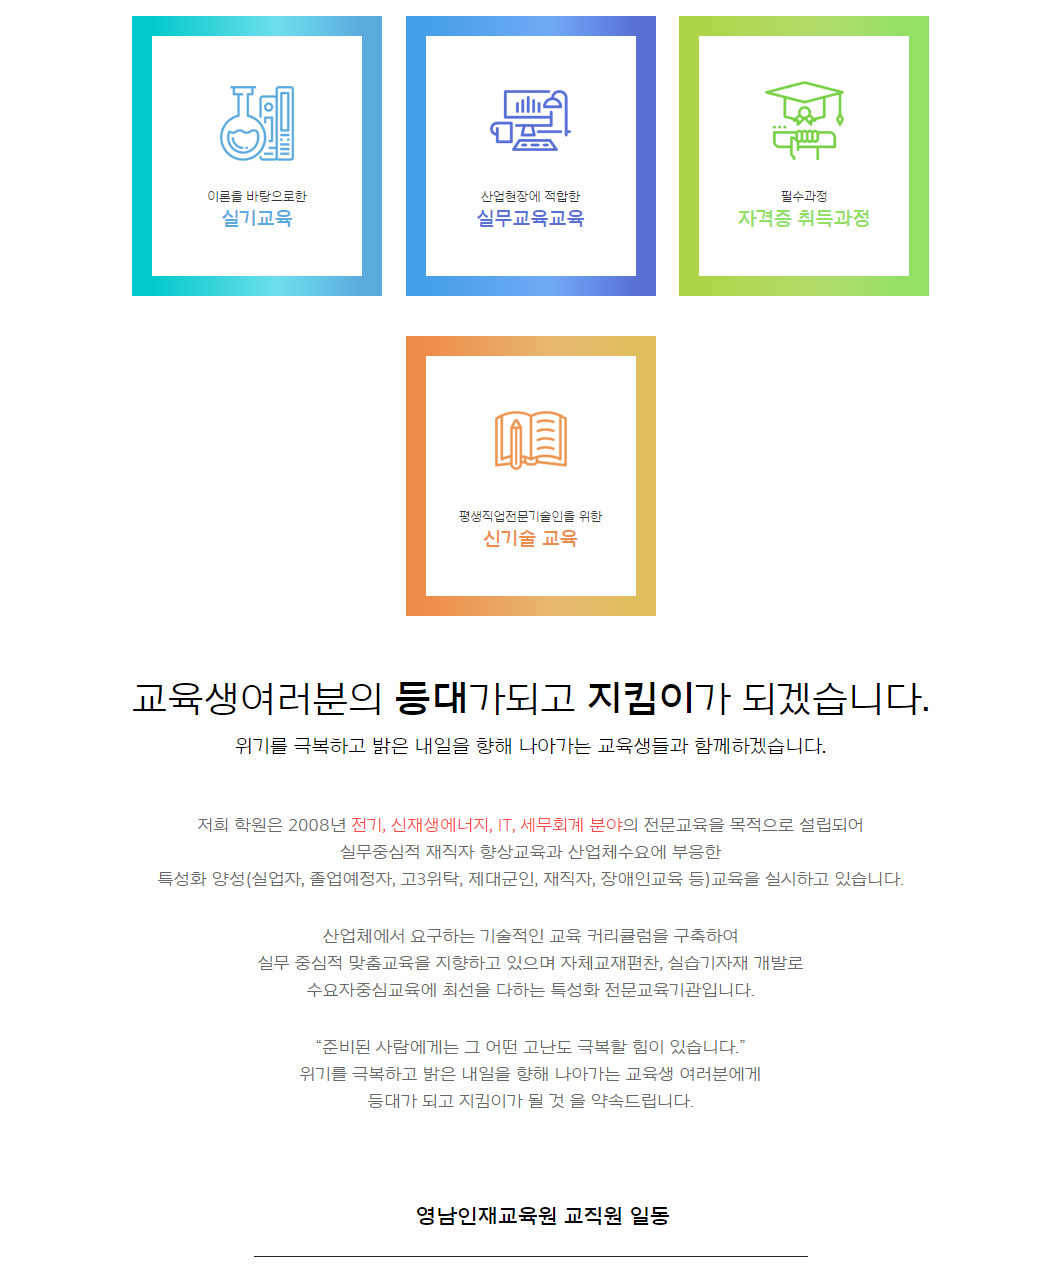 이론을 바탕으로한
실기교육
산업현장에 적합한
실무교육교육
필수과정
자격증 취득과정
평생직업전문기술인을 위한
신기술 교육
교육생여러분의 등대가되고 지킴이가 되겠습니다.
위기를 극복하고 밝은 내일을 향해 나아가는 교육생들과 함께하겠습니다.
저희 학원은 2008년 전기, 신재생에너지, IT, 세무회계 분야의 전문교육을 목적으로 설립되어
실무중심적 재직자 향상교육과 산업체수요에 부응한
특성화 양성(실업자, 졸업예정자, 고3위탁, 제대군인, 재직자, 장애인교육 등)교육을 실시하고 있습니다.
산업체에서 요구하는 기술적인 교육 커리큘럼을 구축하여
실무 중심적 맞춤교육을 지향하고 있으며 자체교재편찬, 실습기자재 개발로
수요자중심교육에 최선을 다하는 특성화 전문교육기관입니다.
“준비된 사람에게는 그 어떤 고난도 극복할 힘이 있습니다.”
위기를 극복하고 밝은 내일을 향해 나아가는 교육생 여러분에게
등대가 되고 지킴이가 될 것 을 약속드립니다.
영남인재교육원 교직원 일동